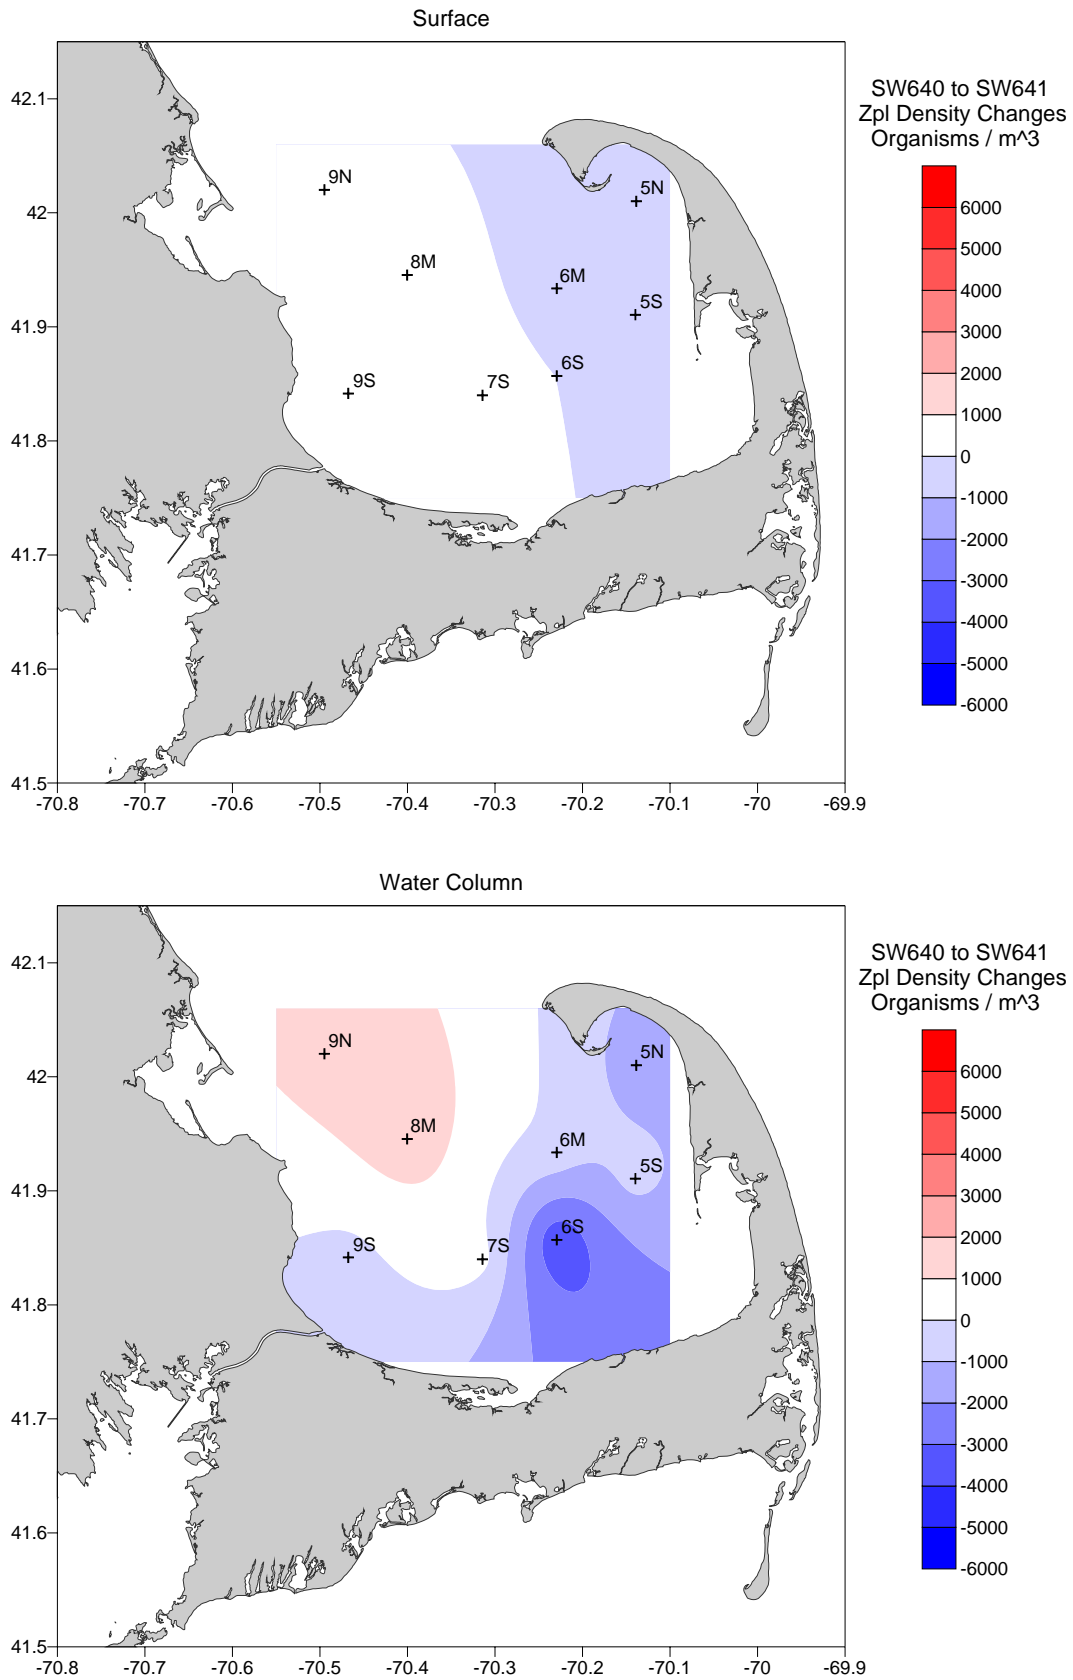 Surface
SW640 to SW641
Zpl Density Changes
Organisms / m^3
42.1
42
41.9
41.8
41.7
41.6
41.5
-70.8
-70.7
-70.6
-70.5
-70.4
-70.3
-70.2
-70.1
-70
-69.9
9N
5N
8M
6M
5S
6S
9S
7S
6000
5000
4000
3000
2000
1000
0
-1000
-2000
-3000
-4000
-5000
-6000
Water Column
SW640 to SW641
Zpl Density Changes
Organisms / m^3
42.1
42
41.9
41.8
41.7
41.6
41.5
-70.8
-70.7
-70.6
-70.5
-70.4
-70.3
-70.2
-70.1
-70
-69.9
9N
5N
8M
6M
5S
6S
9S
7S
6000
5000
4000
3000
2000
1000
0
-1000
-2000
-3000
-4000
-5000
-6000